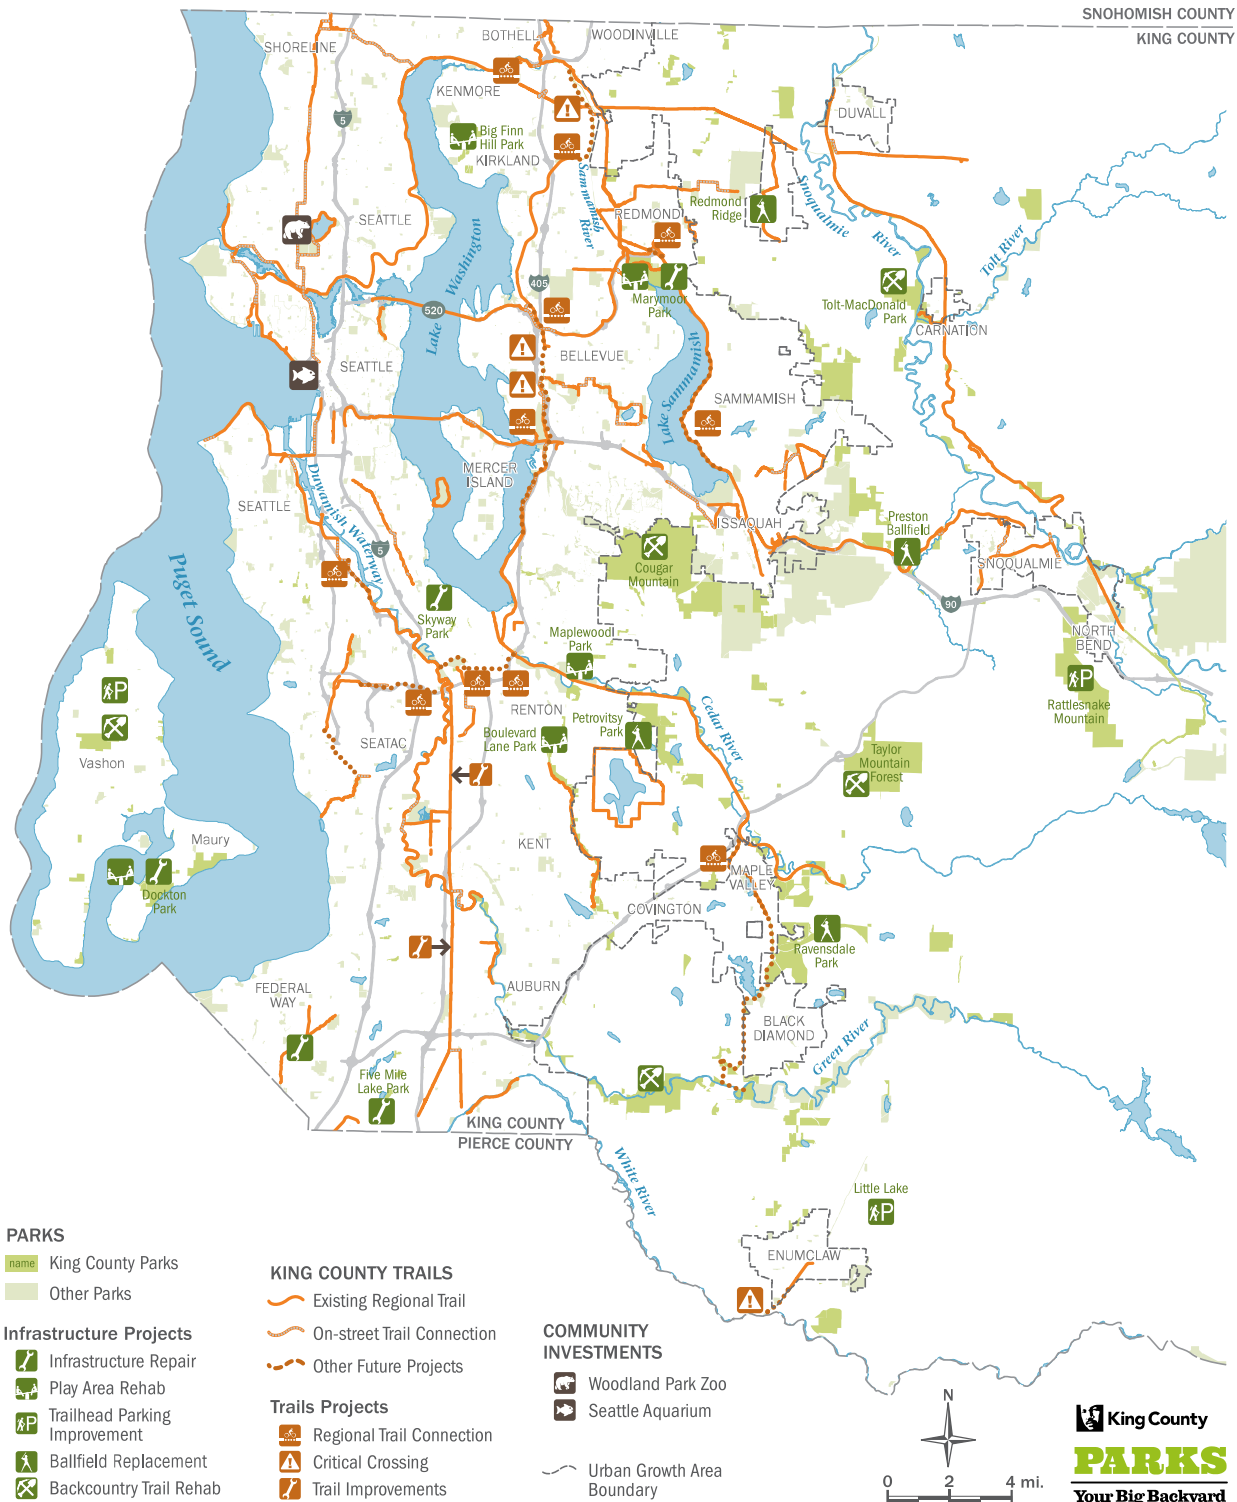 SNOHOMISH COUNTY
KING COUNTY
SHORELINE
BOTHELL
WOODINVILLE
KENMORE
5
DUVALL
Big Finn
Hill Park
KIRKLAND
Sammamish
River
Redmond
Ridge
REDMOND
Snoqualmie
River
Tolt River
SEATTLE
Lake Washington
405
520
Marymoor
Park
Tolt-MacDonald
Park
CARNATION
SEATTLE
BELLEVUE
Lake Sammamish
SAMMAMISH
MERCER
ISLAND
SEATTLE
Duwamish Waterway
5
ISSAQUAH
Preston
Ballfield
SNOQUALMIE
Cougar
Mountain
Puget Sound
Skyway
Park
90
NORTH
BEND
Maplewood
Park
Rattlesnake
Mountain
RENTON
Cedar River
Petrovitsy
Park
Boulevard
Lane Park
SEATAC
Vashon
Taylor
Mountain
Forest
Maury
KENT
MAPLE
VALLEY
Dockton
Park
COVINGTON
Ravensdale
Park
FEDERAL
WAY
AUBURN
BLACK
DIAMOND
Green River
Five Mile
Lake Park
KING COUNTY
PIERCE COUNTY
White River
Little Lake
ENUMCLAW
PARKS
name King County Parks
Other Parks
Infrastructure Projects
Infrastructure Repair
Play Area Rehab
P Trailhead Parking
Improvement
Ballfield Replacement
Backcountry Trail Rehab
KING COUNTY TRAILS
Existing Regional Trail
On-street Trail Connection
Other Future Projects
Trails Projects
Regional Trail Connection
Critical Crossing
Trail Improvements
COMMUNITY
INVESTMENTS
Woodland Park Zoo
Seattle Aquarium
Urban Growth Area
Boundary
N
0 2 4 mi.
King County
PARKS
Your Big Backyard